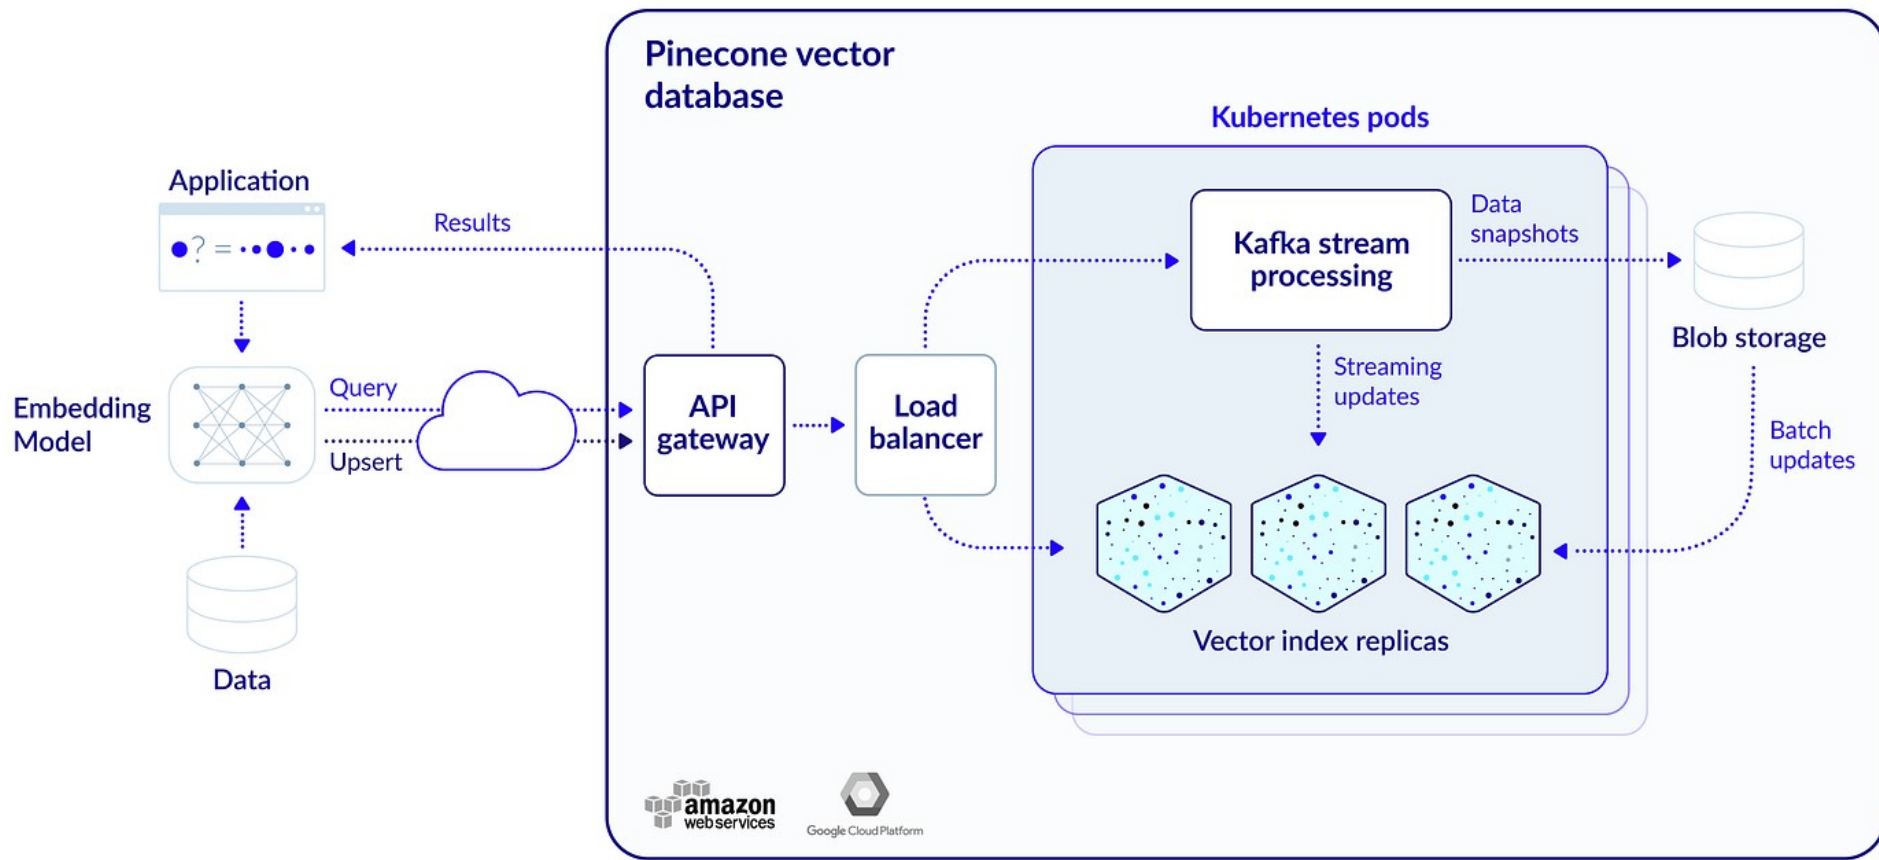 Pinecone vector
database
Kubernetes pods
Application
? =
Results
Data
snapshots
Kafka stream
processing
Blob storage
Streaming
updates
Embedding
Model
Query
Upsert
API
gateway
Load
balancer
Batch
updates
Vector index replicas
Data
amazon
webservices
Google Cloud Platform